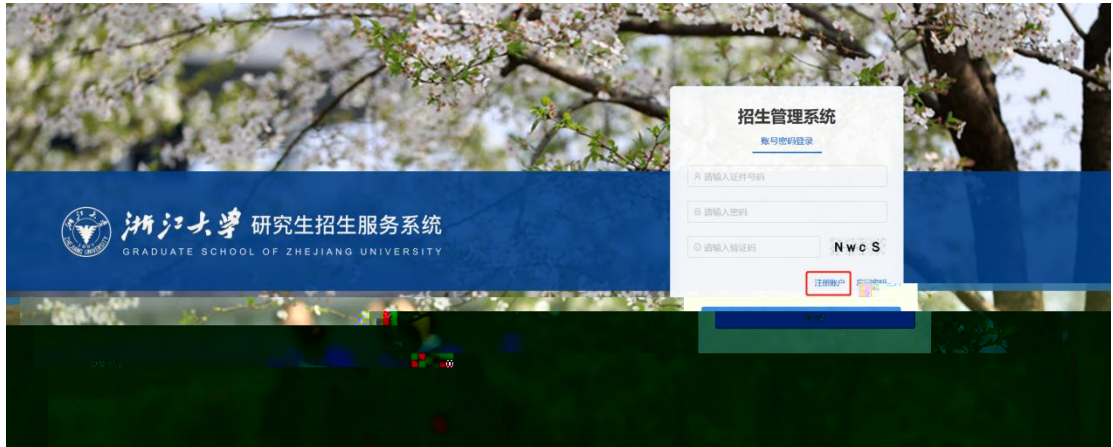 招生管理系统
账号密码登录
请输入证件号码
请输入密码
浙江大学 研究生招生服务系统
GRADUATE SCHOOL OF ZHEJIANG UNIVERSITY
请输入验证码 NwcS
注册账户